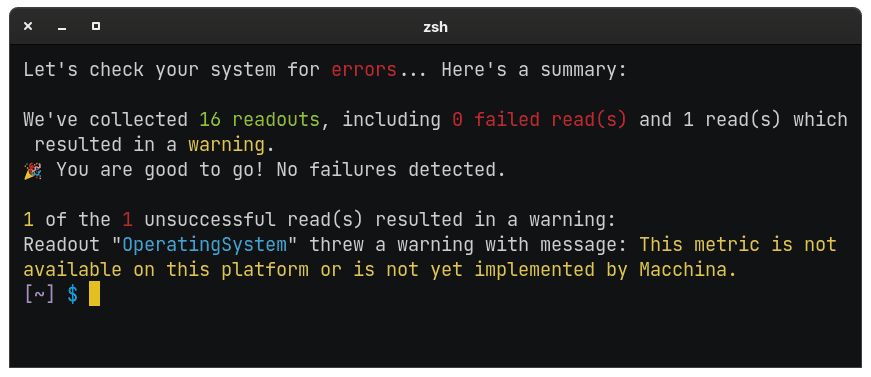 zsh
Let's check your system for errors... Here's a summary:
We've collected 16 readouts, including 0 failed read(s) and 1 read(s) which
resulted in a warning.
🎉 You are good to go! No failures detected.
1 of the 1 unsuccessful read(s) resulted in a warning:
Readout "OperatingSystem" threw a warning with message: This metric is not
available on this platform or is not yet implemented by Macchina.
[~] $